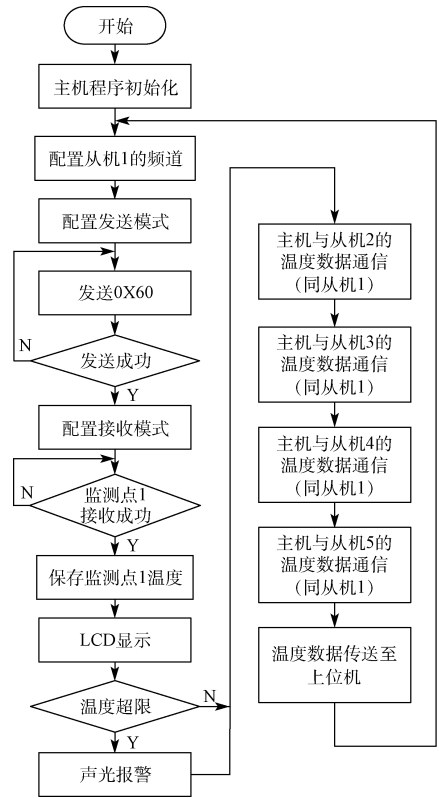 开始
主机程序初始化
配置从机1的频道
配置发送模式
发送0X60
N
发送成功
Y
配置接收模式
N
监测点1
接收成功
Y
保存监测点1温度
LCD显示
温度超限
N
Y
声光报警
主机与从机2的
温度数据通信
（同从机1）
主机与从机3的
温度数据通信
（同从机1）
主机与从机4的
温度数据通信
（同从机1）
主机与从机5的
温度数据通信
（同从机1）
温度数据传送至
上位机